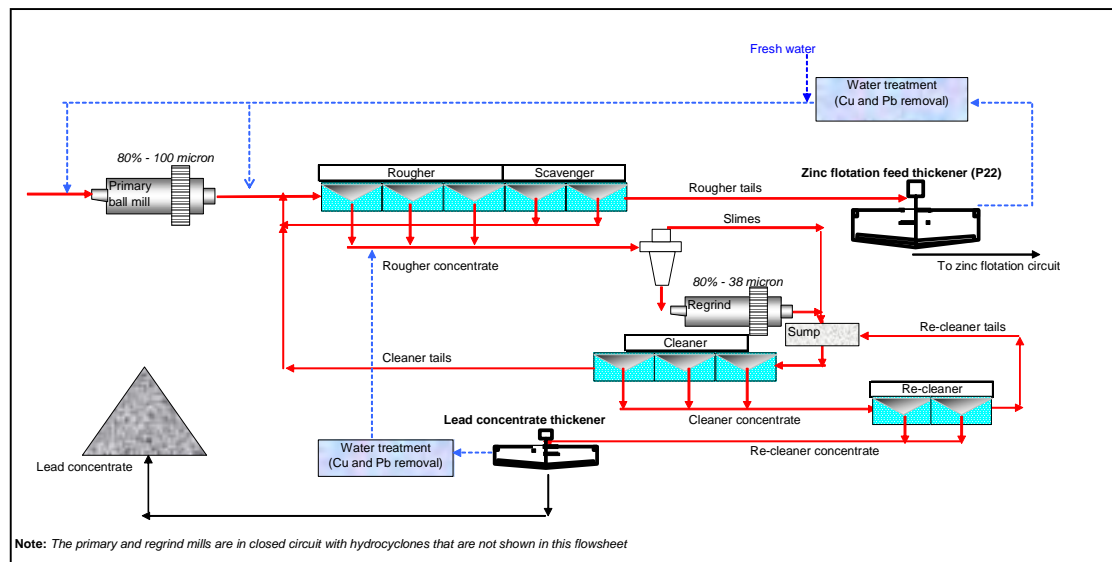 Fresh water
Water treatment
(Cu and Pb removal)
80% - 100 micron
Primary
ball mill
Rougher
Scavenger
Rougher tails
Zinc flotation feed thickener (P22)
Slimes
Rougher concentrate
To zinc flotation circuit
80% - 38 micron
Regrind
Sump
Re-cleaner tails
Cleaner
Cleaner tails
Re-cleaner
Cleaner concentrate
Lead concentrate thickener
Water treatment
(Cu and Pb removal)
Re-cleaner concentrate
Lead concentrate
Note: The primary and regrind mills are in closed circuit with hydrocyclones that are not shown in this flowsheet